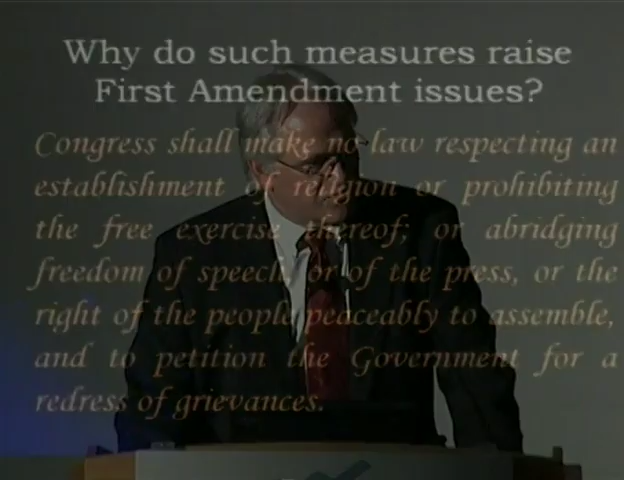 Why do such measures raise
First Amendment issues?
Congress shall make no law respecting an
establishment of religion or prohibiting
the free exercise thereof; or abridging
freedom of speech, or of the press, or the
right of the people peaceably to assemble,
and to petition the Government for a
redress of grievances.